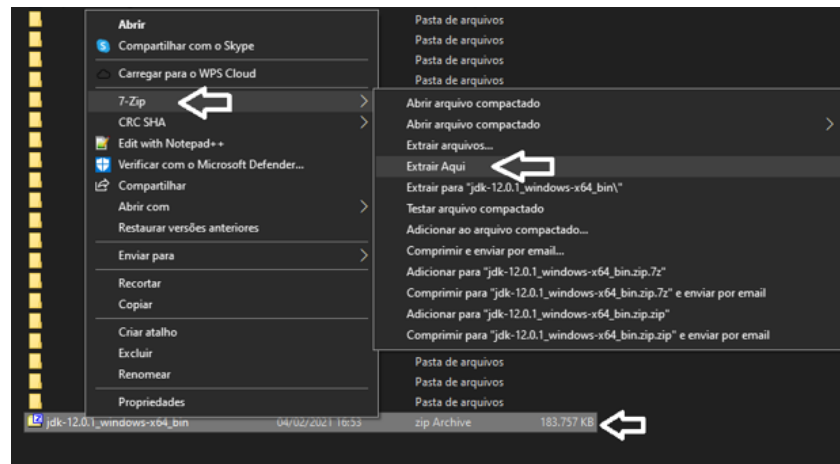 Abrir
Compartilhar com o Skype
Carregar para o WPS Cloud
7-Zip
CRC SHA
Edit with Notepad++
Verificar com o Microsoft Defender...
Compartilhar
Abrir com
Restaurar versões anteriores
Enviar para
Recortar
Copiar
Criar atalho
Excluir
Renomear
Propriedades
Pasta de arquivos
Pasta de arquivos
Pasta de arquivos
Pasta de arquivos
Abrir arquivo compactado
Abrir arquivo compactado
Extrair arquivos...
Extrair Aqui
Extrair para "jdk-12.0.1_windows-x64_bin\"
Testar arquivo compactado
Adicionar ao arquivo compactado...
Comprimir e enviar por email...
Adicionar para "jdk-12.0.1_windows-x64_bin.zip.7z"
Comprimir para "jdk-12.0.1_windows-x64_bin.zip.7z" e enviar por email
Adicionar para "jdk-12.0.1_windows-x64_bin.zip.zip"
Comprimir para "jdk-12.0.1_windows-x64_bin.zip.zip" e enviar por email
Pasta de arquivos
Pasta de arquivos
Pasta de arquivos
jdk-12.0.1_windows-x64_bin 04/02/2021 16:53 zip Archive 183.757 KB